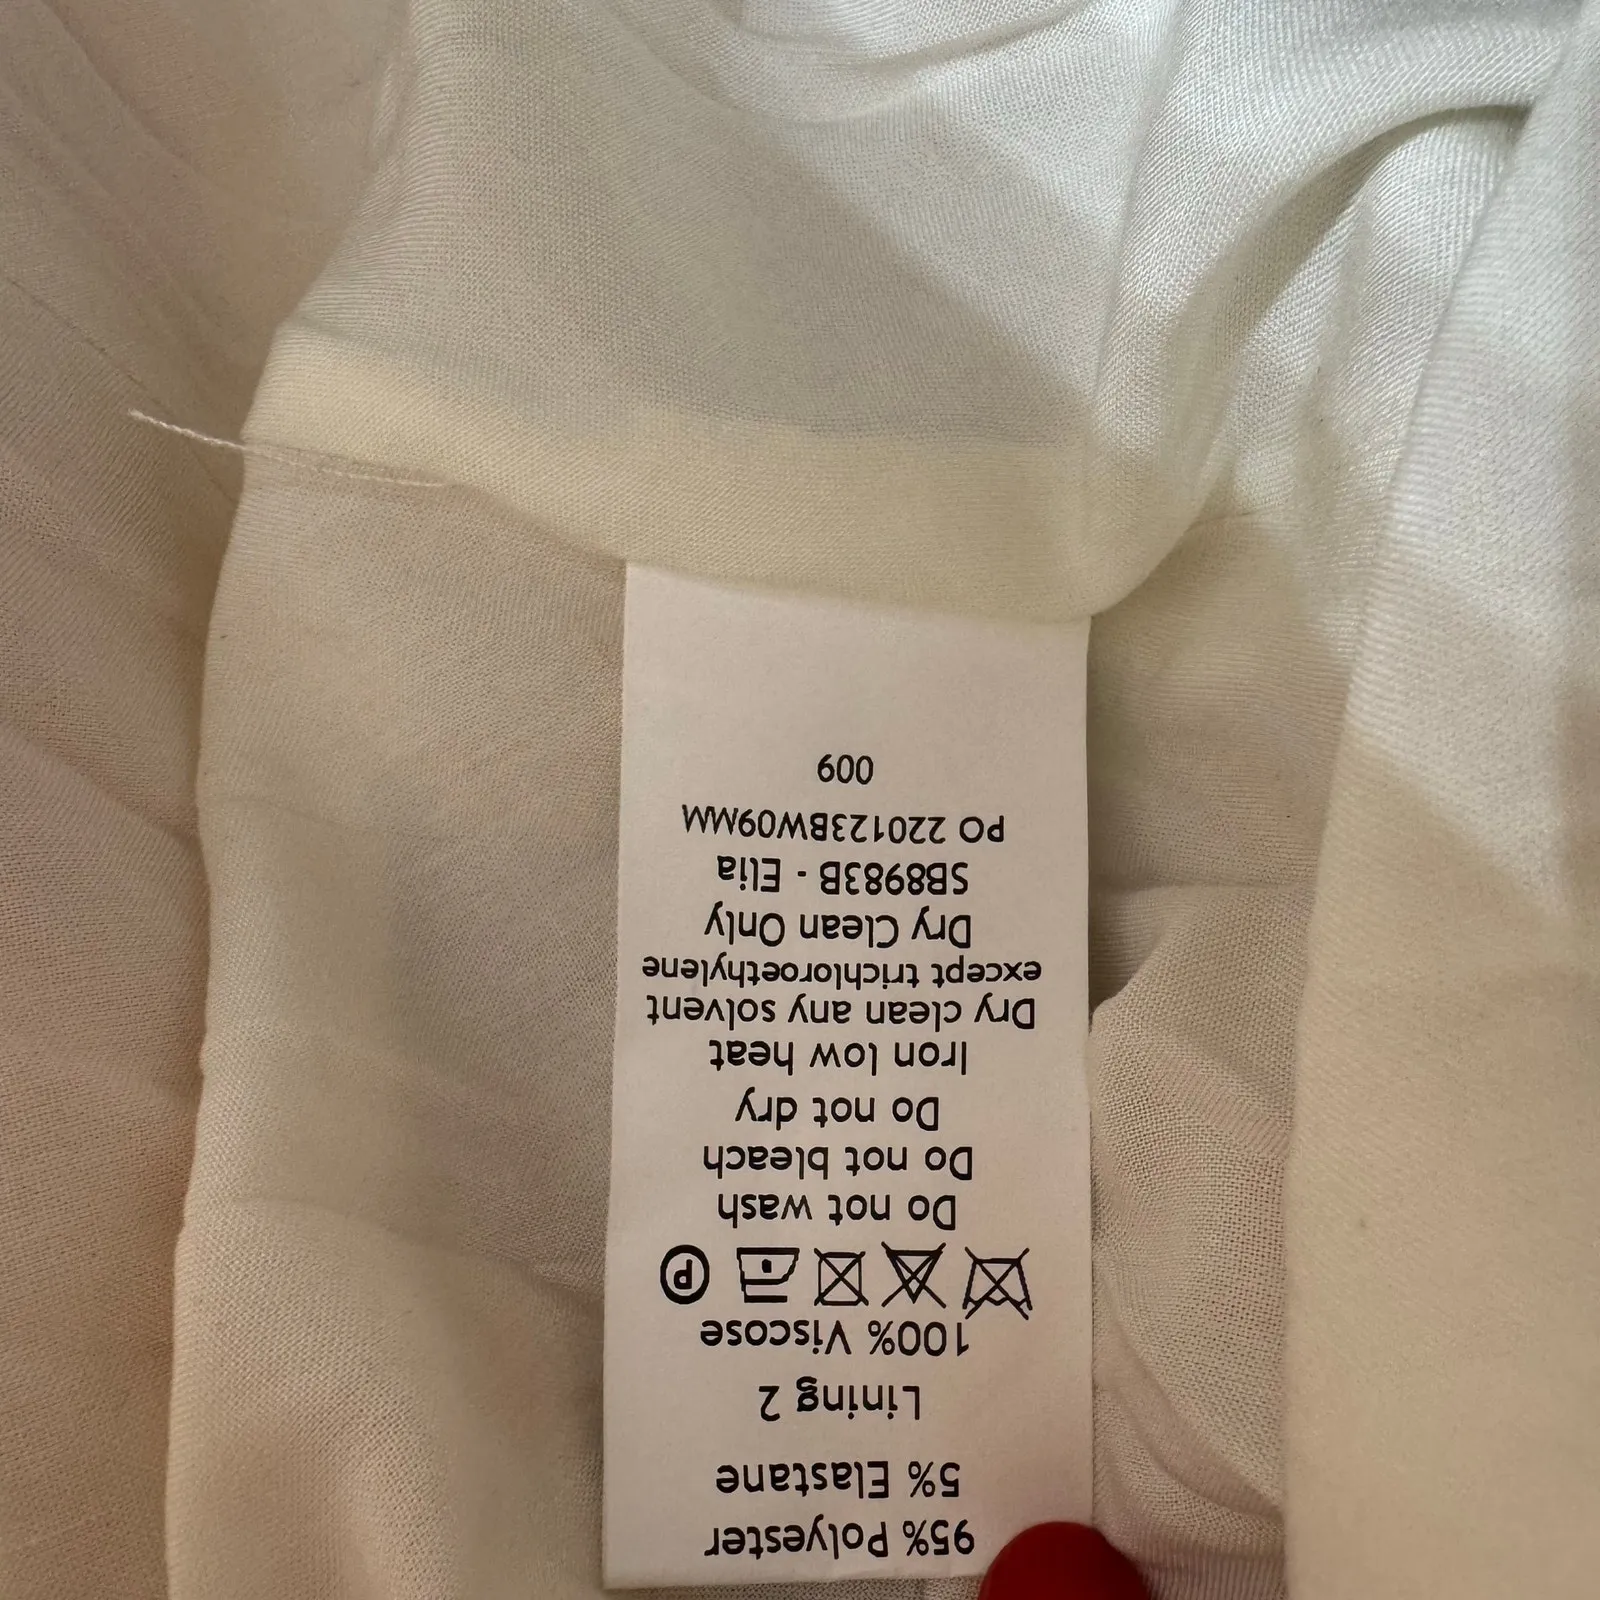 95% Polyester
5% Elastane
Lining 2
100% Viscose
P
Do not wash
Do not bleach
Do not dry
Iron low heat
Dry clean any solvent
except trichloroethylene
Dry Clean Only
SB8983B - Elia
PO 220123BW09MM
009